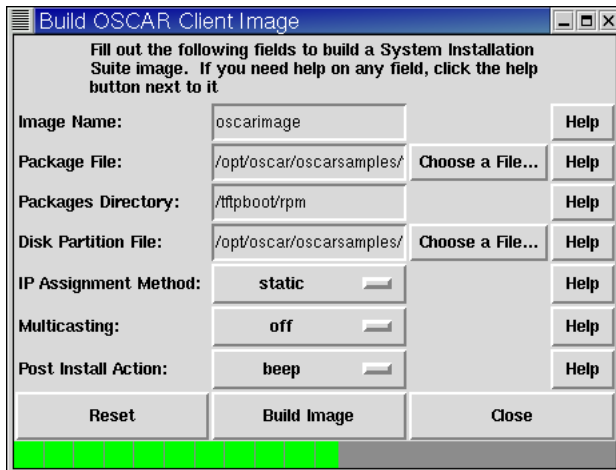 Build OSCAR Client Image
Fill out the following fields to build a System Installation
Suite image. If you need help on any field, click the help
button next to it
Image Name: oscarimage Help
Package File: /opt/oscar/oscarsamples/ Choose a File... Help
Packages Directory: /tftpboot/rpm Help
Disk Partition File: /opt/oscar/oscarsamples/ Choose a File... Help
IP Assignment Method: static Help
Multicasting: off Help
Post Install Action: beep Help
Reset Build Image Close